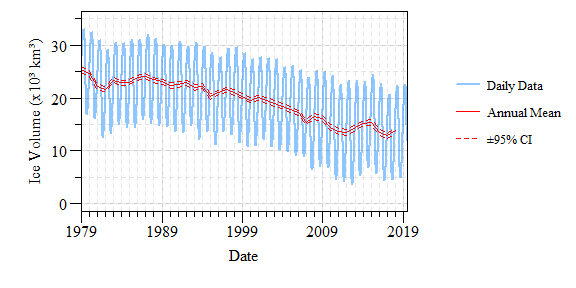 Ice Volume (x 10³ km³)
30
20
10
0
1979 1989 1999 2009 2019
Date
Daily Data
Annual Mean
±95% CI